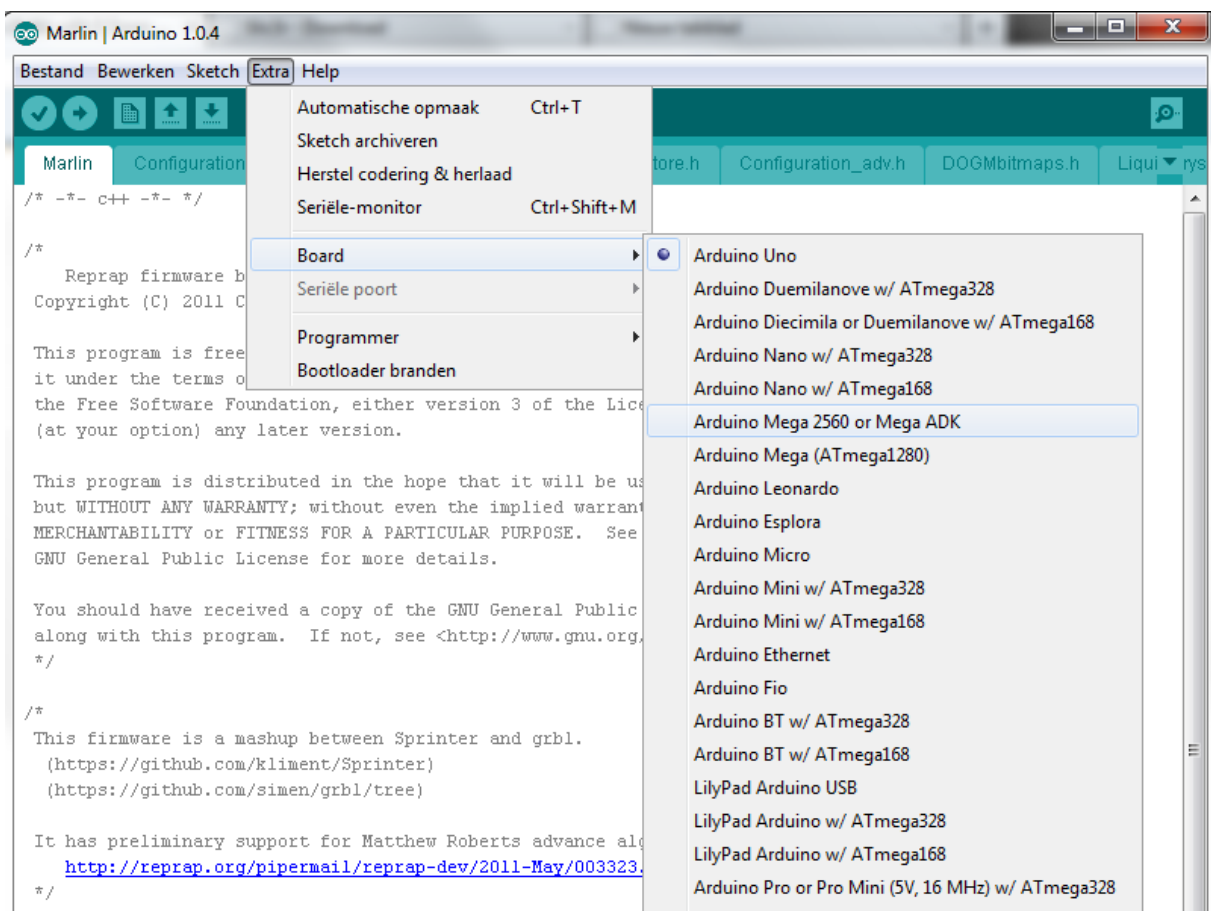 Marlin | Arduino 1.0.4
Bestand Bewerken Sketch Extra Help
Automatische opmaak Ctrl+T
Sketch archiveren
Herstel codering & herlaad
Seriële-monitor Ctrl+Shift+M
Board
Seriële poort
Programmer
Bootloader branden
Marlin Configuration tore.h Configuration_adv.h DOGMbitmaps.h Liqui rys
Arduino Uno
Arduino Duemilanove w/ ATmega328
Arduino Diecimila or Duemilanove w/ ATmega168
Arduino Nano w/ ATmega328
Arduino Nano w/ ATmega168
Arduino Mega 2560 or Mega ADK
Arduino Mega (ATmega1280)
Arduino Leonardo
Arduino Esplora
Arduino Micro
Arduino Mini w/ ATmega328
Arduino Mini w/ ATmega168
Arduino Ethernet
Arduino Fio
Arduino BT w/ ATmega328
Arduino BT w/ ATmega168
LilyPad Arduino USB
LilyPad Arduino w/ ATmega328
LilyPad Arduino w/ ATmega168
Arduino Pro or Pro Mini (5V, 16 MHz) w/ ATmega328
/* -*- c++ -*- */
/*
Reprap firmware b
Copyright (C) 2011 C
This program is free
it under the terms o
the Free Software Foundation, either version 3 of the Lice
(at your option) any later version.
This program is distributed in the hope that it will be us
but WITHOUT ANY WARRANTY; without even the implied warrant
MERCHANTABILITY or FITNESS FOR A PARTICULAR PURPOSE. See
GNU General Public License for more details.
You should have received a copy of the GNU General Public
along with this program. If not, see <http://www.gnu.org/
*/
/*
This firmware is a mashup between Sprinter and grbl.
(https://github.com/kliment/Sprinter)
(https://github.com/simen/grbl/tree)
It has preliminary support for Matthew Roberts advance alg
http://reprap.org/pipermail/reprap-dev/2011-May/003323.
*/